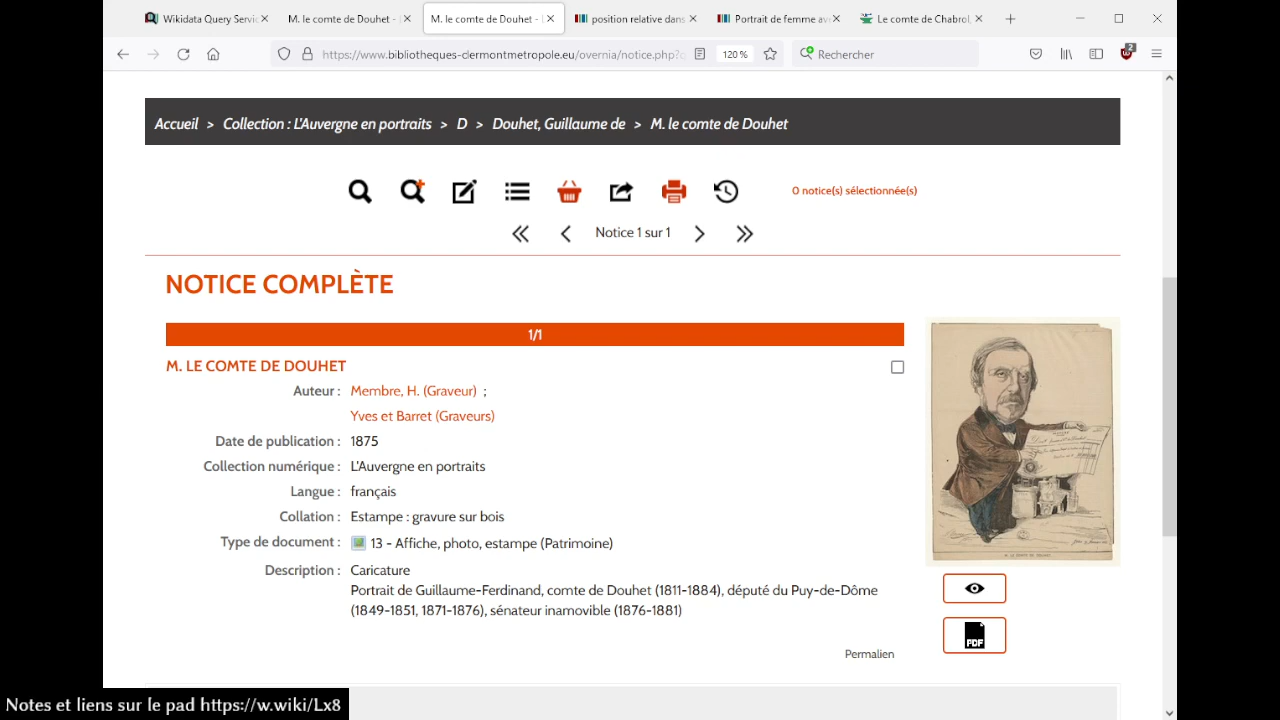 Wikidata Query Servic
M. le comte de Douhet -
M. le comte de Douhet -
position relative dans
Portrait de femme ave
Le comte de Chabrol,
https://www.bibliotheques-clermontmetropole.eu/overnia/notice.php?q
120 %
Rechercher
2
Accueil > Collection : L'Auvergne en portraits > D > Douhet, Guillaume de > M. le comte de Douhet
0 notice(s) sélectionnée(s)
Notice 1 sur 1
NOTICE COMPLÈTE
1/1
M. LE COMTE DE DOUHET
Auteur : Membre, H. (Graveur) ;
Yves et Barret (Graveurs)
Date de publication : 1875
Collection numérique : L'Auvergne en portraits
Langue : français
Collation : Estampe : gravure sur bois
Type de document : 13 - Affiche, photo, estampe (Patrimoine)
Description : Caricature
Portrait de Guillaume-Ferdinand, comte de Douhet (1811-1884), député du Puy-de-Dôme
(1849-1851, 1871-1876), sénateur inamovible (1876-1881)
M. LE COMTE DE DOUHET
PDF
Permalien
Notes et liens sur le pad https://w.wiki/Lx8